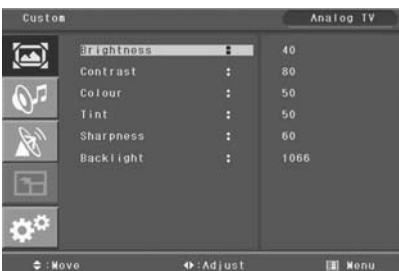 Custom Analog TV
Brightness : 40
Contrast : 80
Colour : 50
Tint : 50
Sharpness : 60
Backlight : 1066
:Move :Adjust Menu